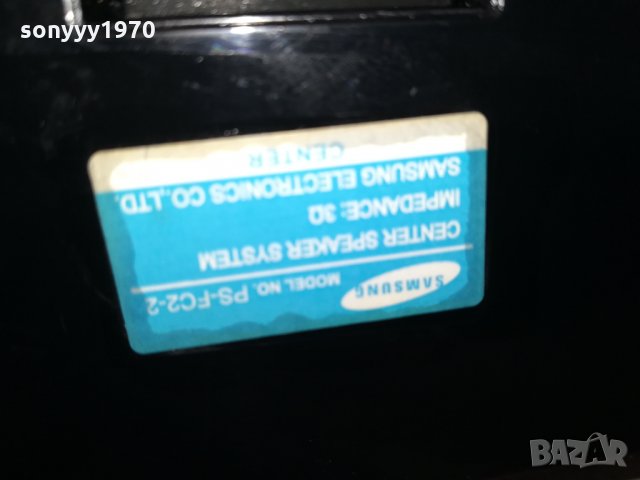 sonyyy1970
SAMSUNG
MODEL NO. PS-FC2-2
CENTER SPEAKER SYSTEM
IMPEDANCE: 3Ω
SAMSUNG ELECTRONICS CO.,LTD.
CENTER
BAZAR